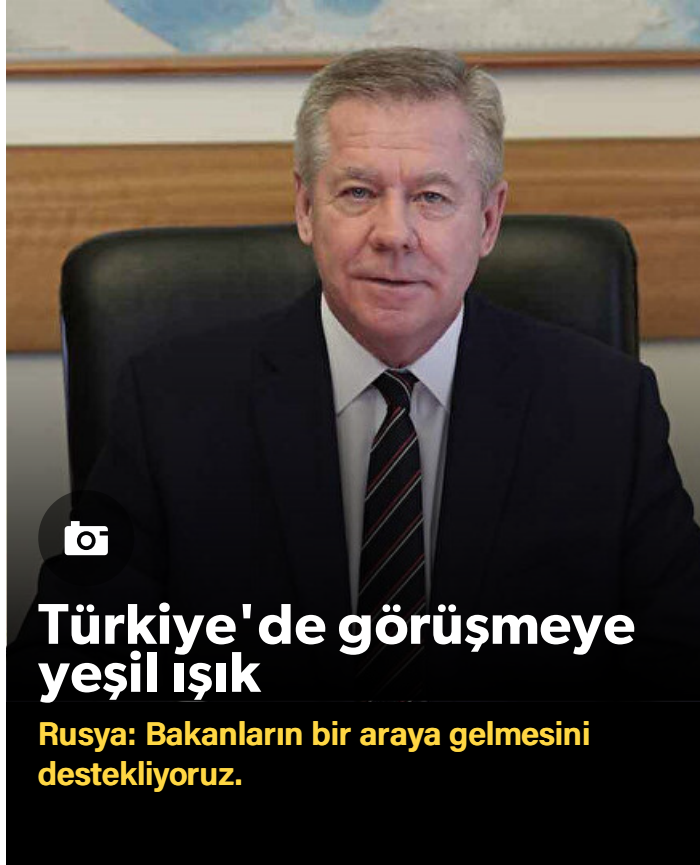 Türkiye'de görüşmeye
yeşil ışık
Rusya: Bakanların bir araya gelmesini
destekliyoruz.